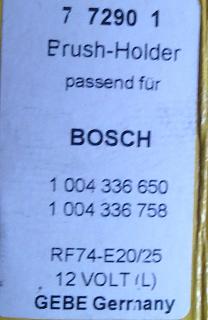 7 7290 1
Brush-Holder
passend für
BOSCH
1 004 336 650
1 004 336 758
RF74-E20/25
12 VOLT (L)
GEBE Germany